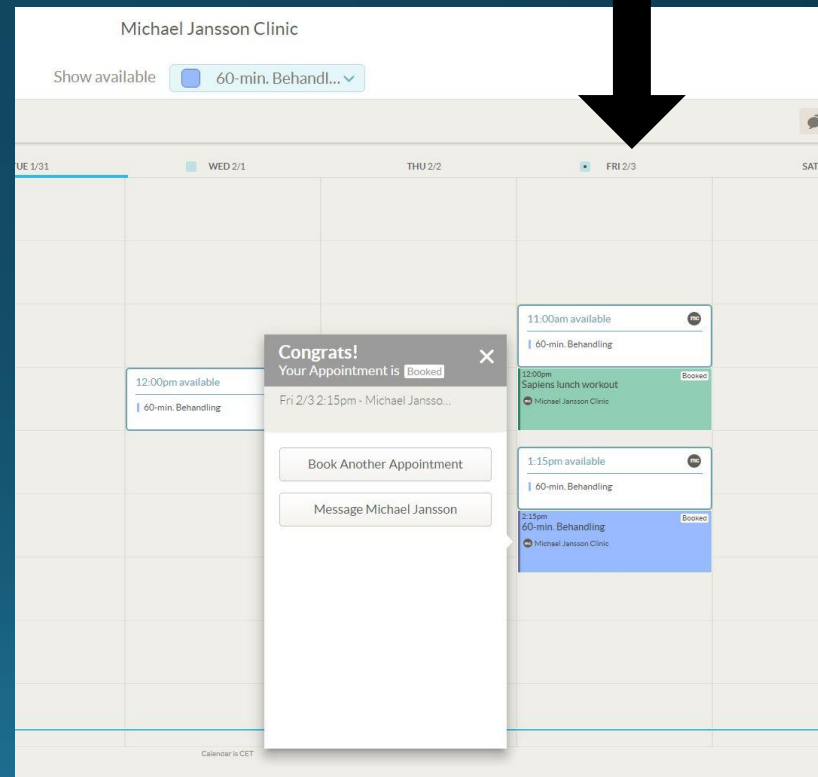 Michael Jansson Clinic
Show available 60-min. Behandl...
TUE 1/31 WED 2/1 THU 2/2 FRI 2/3 SAT
12:00pm available
60-min. Behandling
Congrats!
Your Appointment is Booked
Fri 2/3 2:15pm - Michael Jansso...
Book Another Appointment
Message Michael Jansson
11:00am available
60-min. Behandling
12:00pm Booked
Sapiens lunch workout
Michael Jansson Clinic
1:15pm available
60-min. Behandling
2:15pm Booked
60-min. Behandling
Michael Jansson Clinic
Calendar is CET